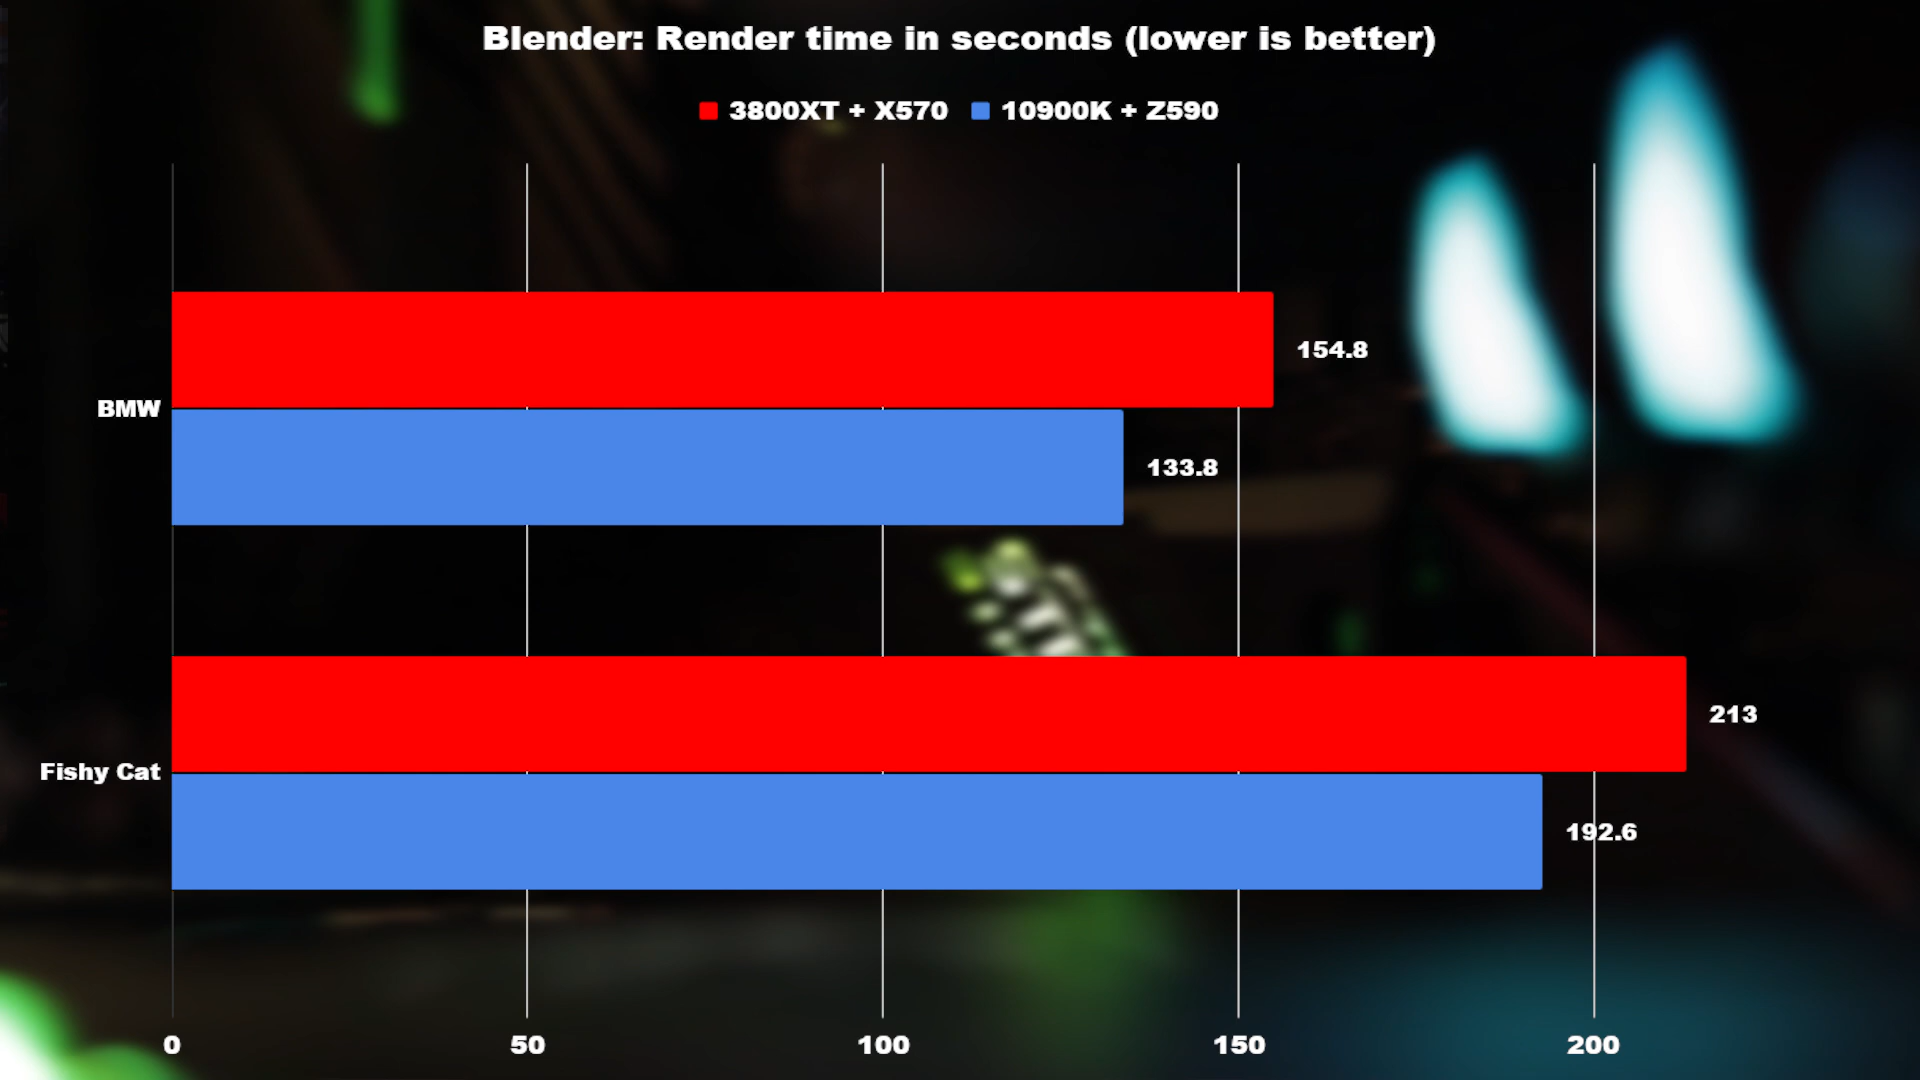 Blender: Render time in seconds (lower is better)
3800XT + X570 10900K + Z590
154.8
BMW
133.8
213
Fishy Cat
192.6
0 50 100 150 200